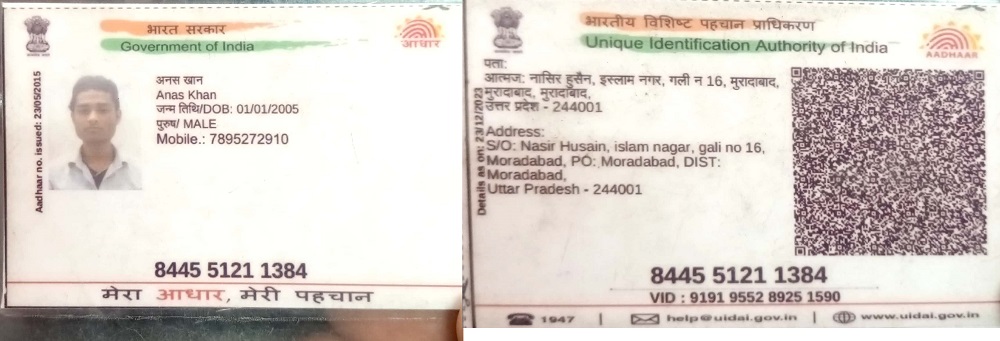 भारत सरकार
Government of India
आधार
Aadhaar no. issued: 23/05/2015
अनस खान
Anas Khan
जन्म तिथि/DOB: 01/01/2005
पुरुष/ MALE
Mobile.: 7895272910
8445 5121 1384
मेरा आधार, मेरी पहचान
भारतीय विशिष्ट पहचान प्राधिकरण
Unique Identification Authority of India
AADHAAR
Details as on: 23/12/2023
पता:
आत्मज: नासिर हुसैन, इस्लाम नगर, गली न 16, मुरादाबाद,
मुरादाबाद, मुरादाबाद,
उत्तर प्रदेश - 244001
Address:
S/O: Nasir Husain, islam nagar, gali no 16,
Moradabad, PO: Moradabad, DIST:
Moradabad,
Uttar Pradesh - 244001
8445 5121 1384
VID : 9191 9552 8925 1590
1947 | help@uidai.gov.in | www.uidai.gov.in